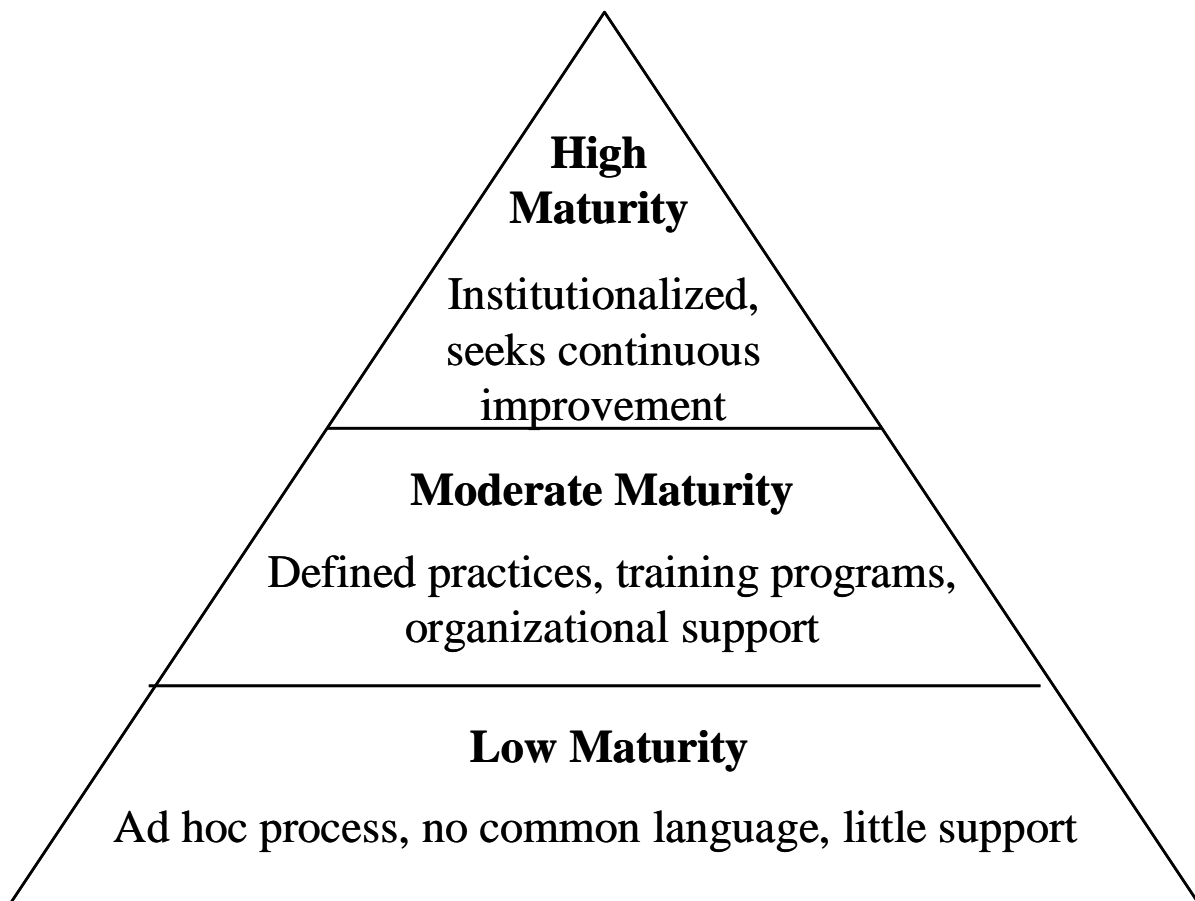 High
Maturity
Institutionalized,
seeks continuous
improvement
Moderate Maturity
Defined practices, training programs,
organizational support
Low Maturity
Ad hoc process, no common language, little support